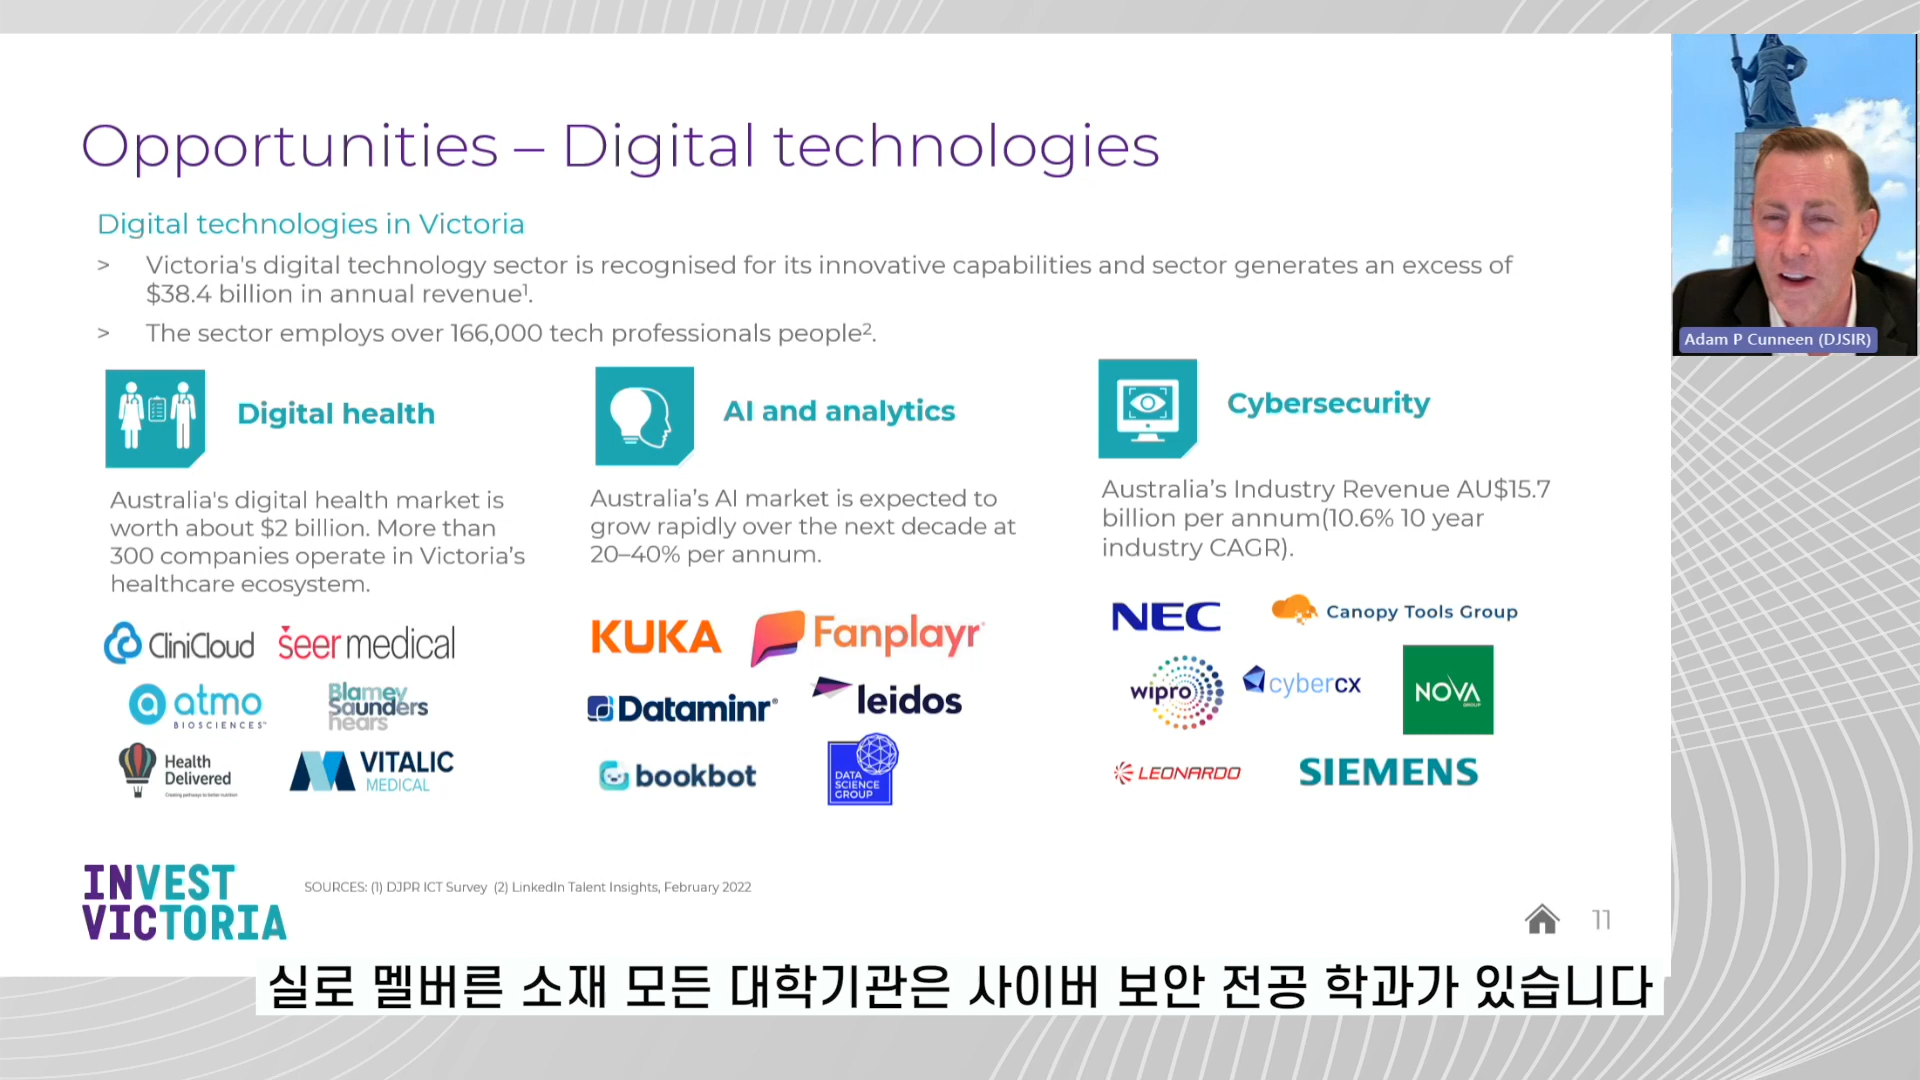 Opportunities – Digital technologies
Digital technologies in Victoria
> Victoria's digital technology sector is recognised for its innovative capabilities and sector generates an excess of
$38.4 billion in annual revenue¹.
> The sector employs over 166,000 tech professionals people².
Digital health
Australia's digital health market is
worth about $2 billion. More than
300 companies operate in Victoria's
healthcare ecosystem.
CliniCloud
seer medical
atmo
BIOSCIENCES™
Blamey
Saunders
hears
Health
Delivered
Creating pathways to better nutrition
VITALIC
MEDICAL
AI and analytics
Australia's AI market is expected to
grow rapidly over the next decade at
20–40% per annum.
KUKA
Fanplayr
Dataminr®
leidos
bookbot
DATA
SCIENCE
GROUP
Cybersecurity
Australia's Industry Revenue AU$15.7
billion per annum(10.6% 10 year
industry CAGR).
NEC
Canopy Tools Group
wipro
cybercx
NOVA
GROUP
LEONARDO
SIEMENS
INVEST
VICTORIA
SOURCES: (1) DJPR ICT Survey (2) LinkedIn Talent Insights, February 2022
11
Adam P Cunneen (DJSIR)
실로 멜버른 소재 모든 대학기관은 사이버 보안 전공 학과가 있습니다